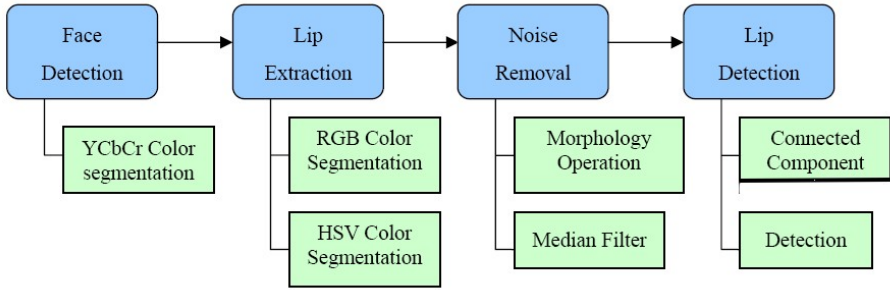 Face
Detection
Lip
Extraction
Noise
Removal
Lip
Detection
YCbCr Color
segmentation
RGB Color
Segmentation
HSV Color
Segmentation
Morphology
Operation
Median Filter
Connected
Component
Detection